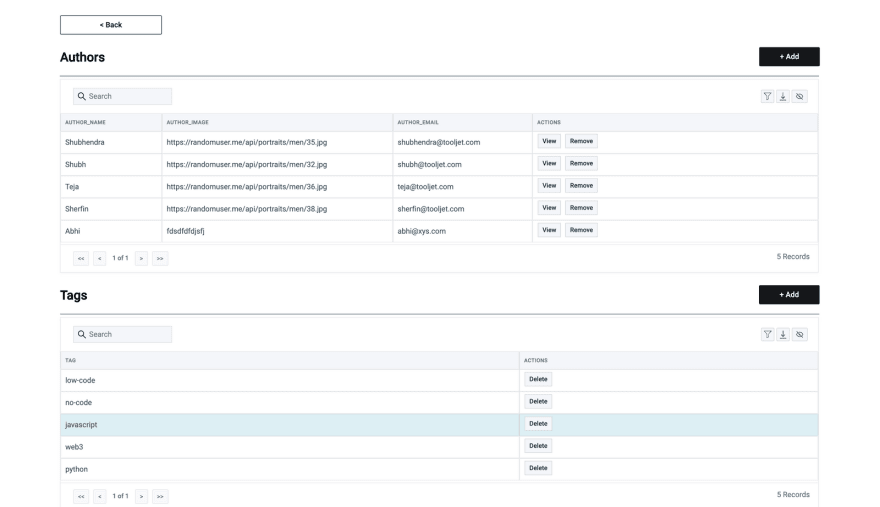 < Back
Authors
+ Add
Search
AUTHOR_NAME AUTHOR_IMAGE AUTHOR_EMAIL ACTIONS
Shubhendra https://randomuser.me/api/portraits/men/35.jpg shubhendra@tooljet.com View Remove
Shubh https://randomuser.me/api/portraits/men/32.jpg shubh@tooljet.com View Remove
Teja https://randomuser.me/api/portraits/men/36.jpg teja@tooljet.com View Remove
Sherfin https://randomuser.me/api/portraits/men/38.jpg sherfin@tooljet.com View Remove
Abhi fdsdfdfdjsfj abhi@xys.com View Remove
<< < 1 of 1 > >> 5 Records
Tags
+ Add
Search
TAG ACTIONS
low-code Delete
no-code Delete
javascript Delete
web3 Delete
python Delete
<< < 1 of 1 > >> 5 Records